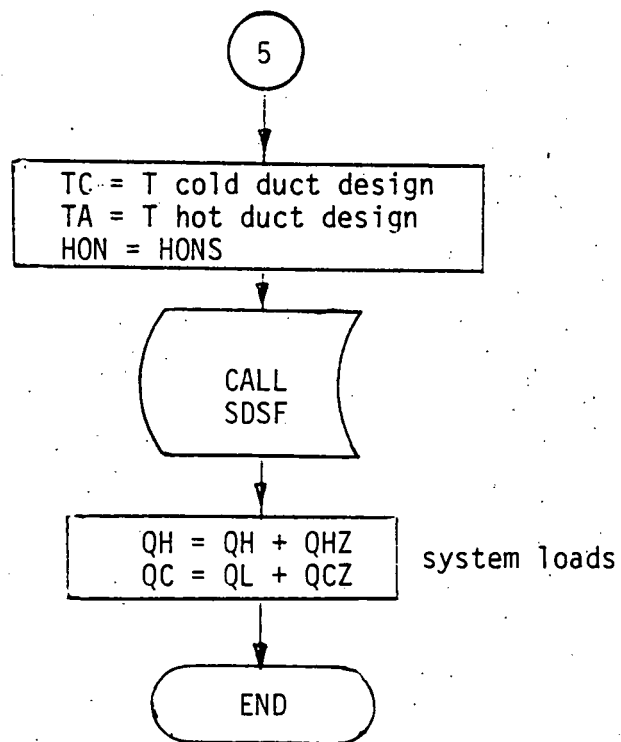 5
TC = T cold duct design
TA = T hot duct design
HON = HONS
CALL
SDSF
QH = QH + QHZ
QC = QL + QCZ
system loads
END